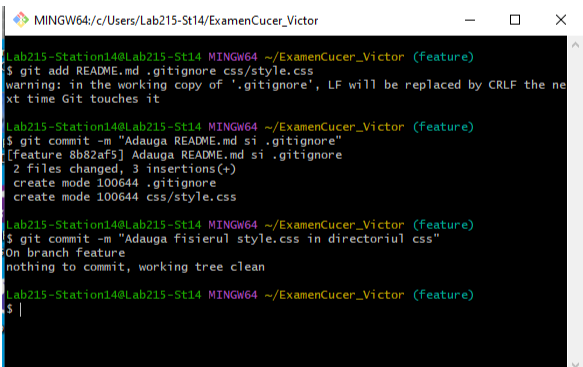 MINGW64:/c/Users/Lab215-St14/ExamenCucer_Victor
Lab215-Station14@Lab215-St14 MINGW64 ~/ExamenCucer_Victor (feature)
$ git add README.md .gitignore css/style.css
warning: in the working copy of '.gitignore', LF will be replaced by CRLF the ne
xt time Git touches it
Lab215-Station14@Lab215-St14 MINGW64 ~/ExamenCucer_Victor (feature)
$ git commit -m "Adauga README.md si .gitignore"
[feature 8b82af5] Adauga README.md si .gitignore
 2 files changed, 3 insertions(+)
 create mode 100644 .gitignore
 create mode 100644 css/style.css
Lab215-Station14@Lab215-St14 MINGW64 ~/ExamenCucer_Victor (feature)
$ git commit -m "Adauga fisierul style.css in directoriul css"
On branch feature
nothing to commit, working tree clean
Lab215-Station14@Lab215-St14 MINGW64 ~/ExamenCucer_Victor (feature)
$